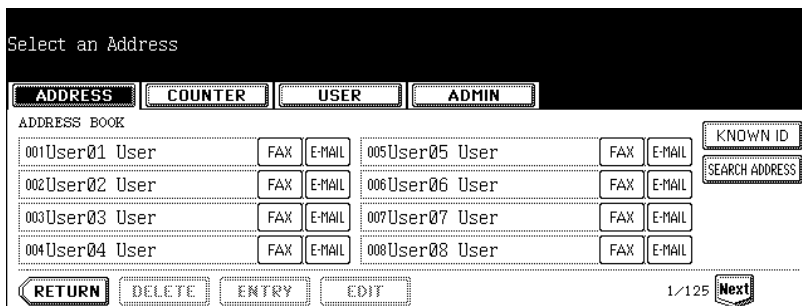 Select an Address
ADDRESS COUNTER USER ADMIN
ADDRESS BOOK
KNOWN ID
001User01 User FAX E-MAIL 005User05 User FAX E-MAIL
SEARCH ADDRESS
002User02 User FAX E-MAIL 006User06 User FAX E-MAIL
003User03 User FAX E-MAIL 007User07 User FAX E-MAIL
004User04 User FAX E-MAIL 008User08 User FAX E-MAIL
RETURN DELETE ENTRY EDIT 1/125 Next